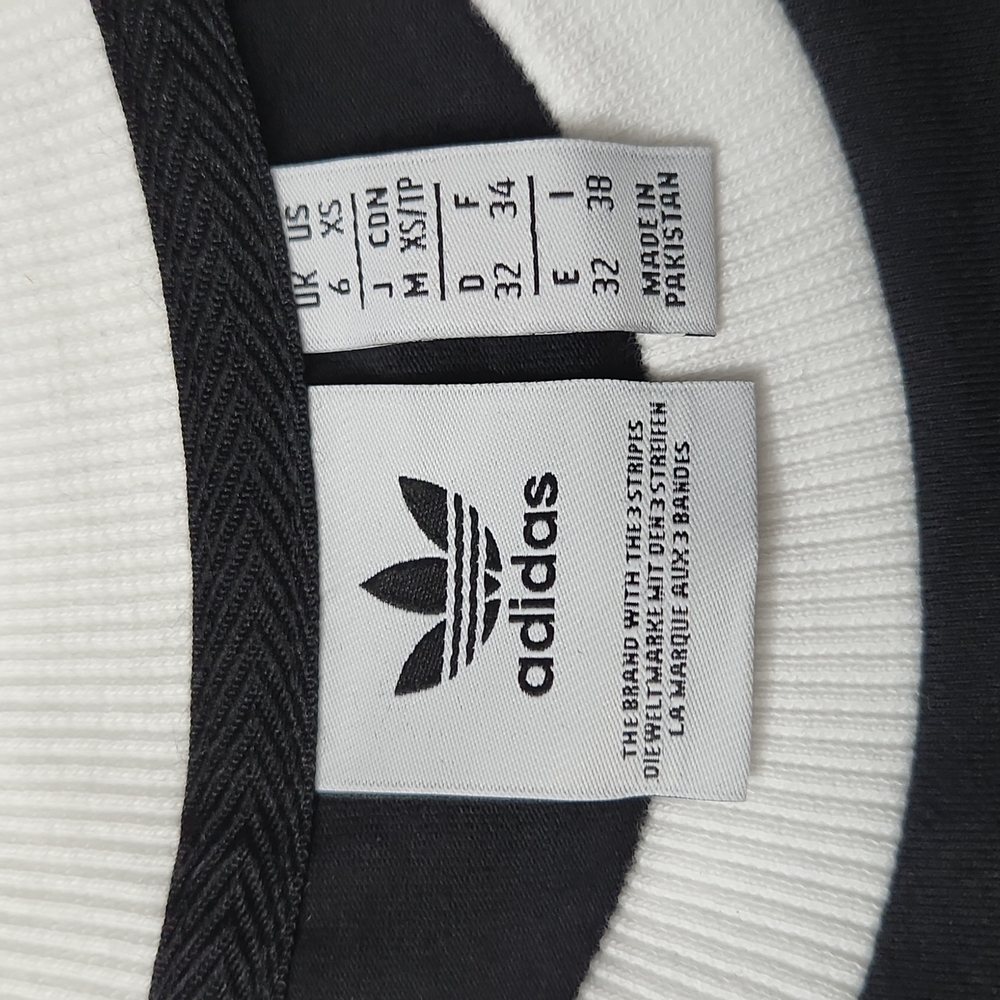 UK US
6 XS
J CDN
M XS/TP
D F
32 34
E I
32 38
MADE IN
PAKISTAN
adidas
THE BRAND WITH THE 3 STRIPES
DIE WELTMARKE MIT DEN 3 STREIFEN
LA MARQUE AUX 3 BANDES